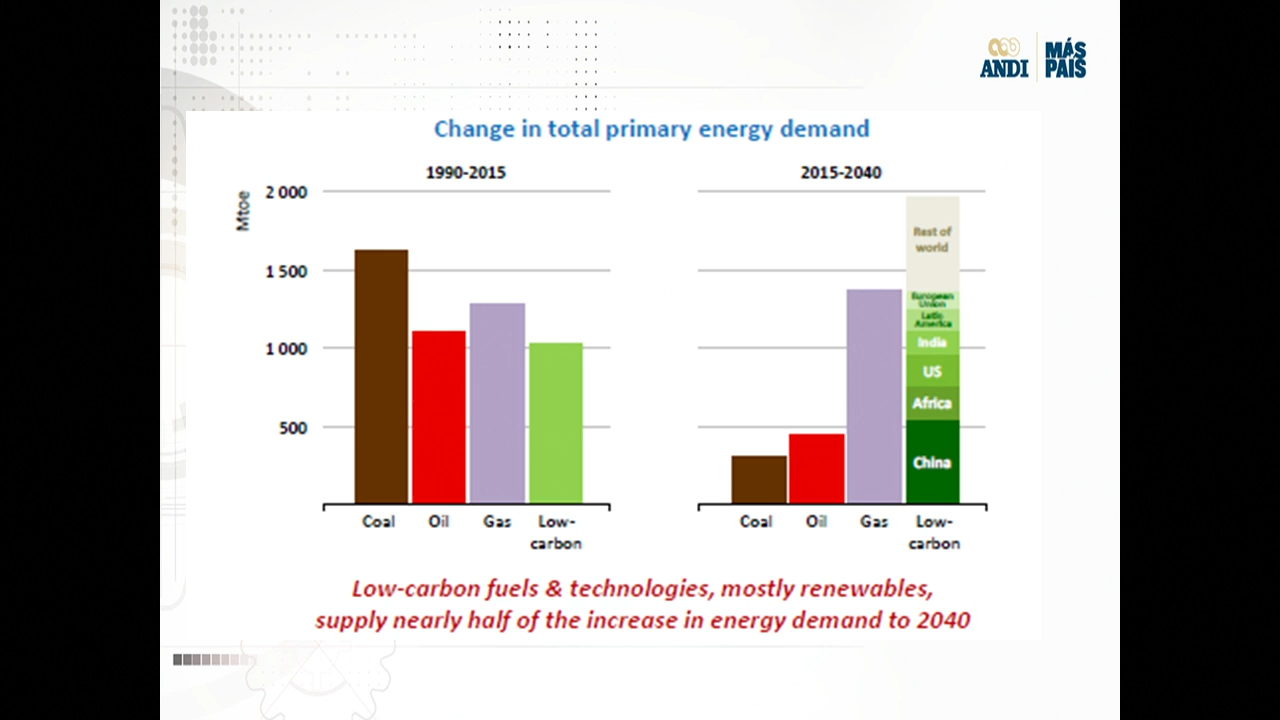 ANDI
MÁS
PAÍS
Change in total primary energy demand
1990-2015
2015-2040
Mtoe
2 000
1 500
1 000
500
Coal
Oil
Gas
Low-
carbon
Rest of
world
European
Union
Latin
America
India
US
Africa
China
Coal
Oil
Gas
Low-
carbon
Low-carbon fuels & technologies, mostly renewables,
supply nearly half of the increase in energy demand to 2040